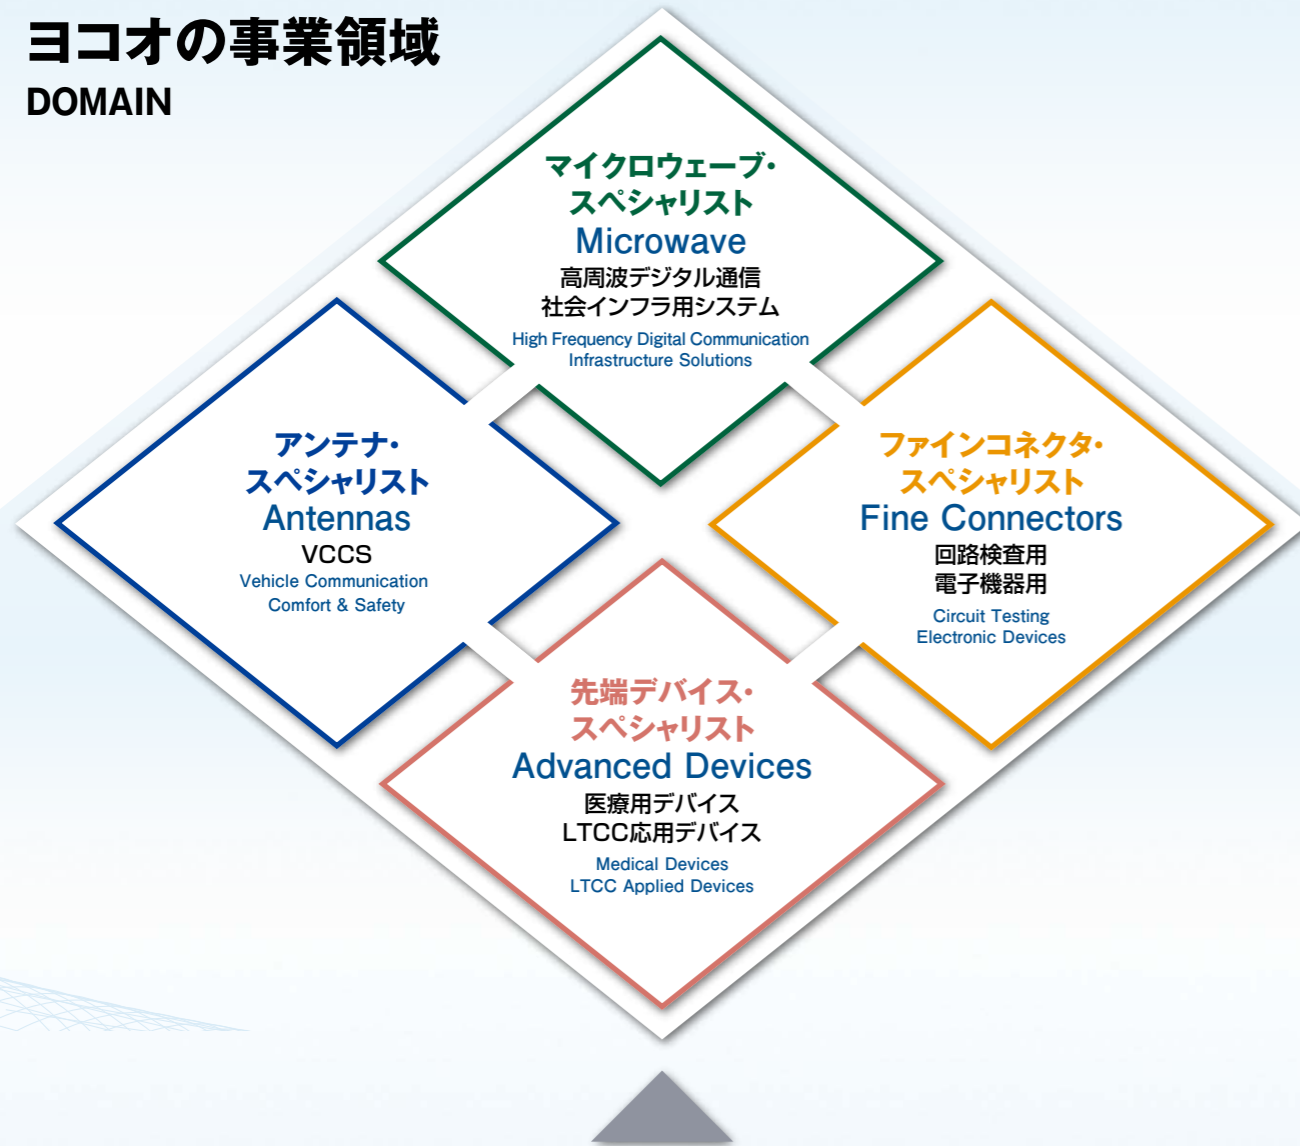 ヨコオの事業領域
DOMAIN
マイクロウェーブ・
スペシャリスト
Microwave
高周波デジタル通信
社会インフラ用システム
High Frequency Digital Communication
Infrastructure Solutions
アンテナ・
スペシャリスト
Antennas
VCCS
Vehicle Communication
Comfort & Safety
ファインコネクタ・
スペシャリスト
Fine Connectors
回路検査用
電子機器用
Circuit Testing
Electronic Devices
先端デバイス・
スペシャリスト
Advanced Devices
医療用デバイス
LTCC応用デバイス
Medical Devices
LTCC Applied Devices